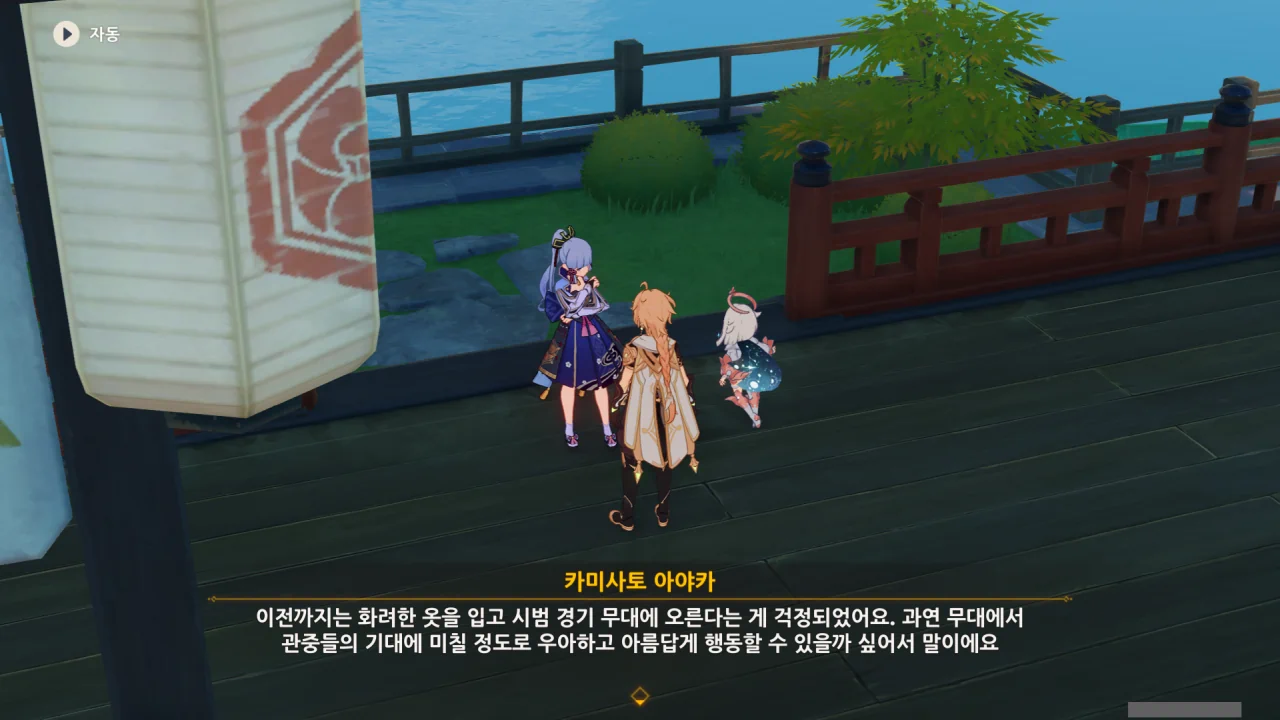 자동
카미사토 아야카
이전까지는 화려한 옷을 입고 시범 경기 무대에 오른다는 게 걱정되었어요. 과연 무대에서
관중들의 기대에 미칠 정도로 우아하고 아름답게 행동할 수 있을까 싶어서 말이에요